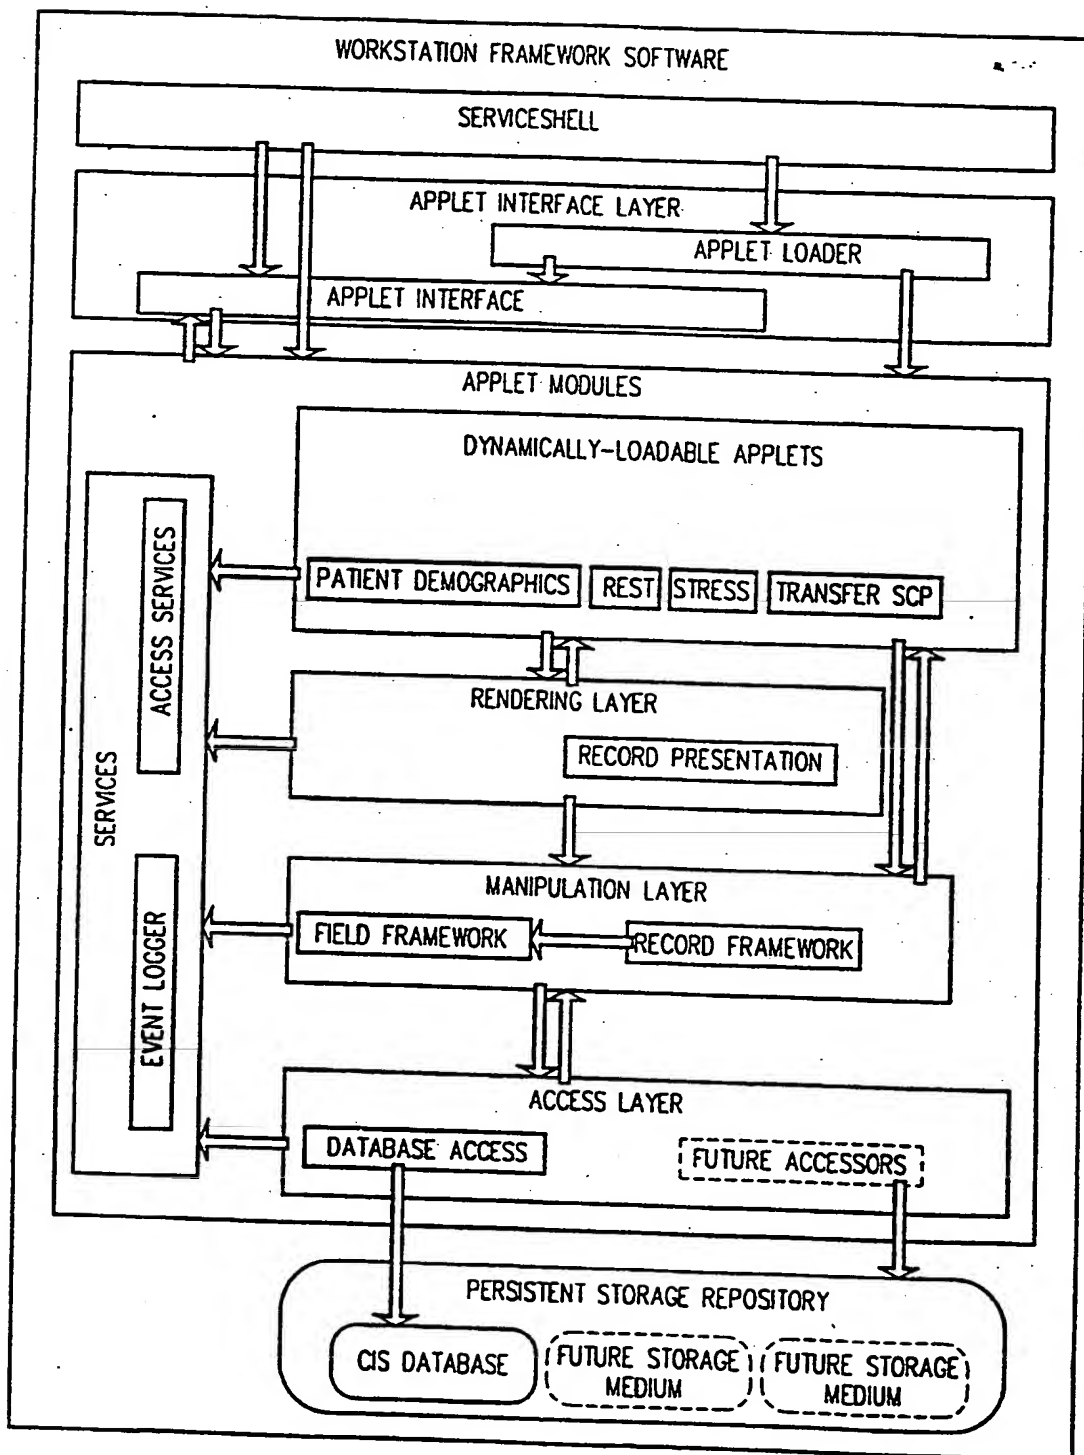 WORKSTATION FRAMEWORK SOFTWARE
SERVICESHELL
APPLET INTERFACE LAYER
APPLET LOADER
APPLET INTERFACE
APPLET MODULES
DYNAMICALLY-LOADABLE APPLETS
PATIENT DEMOGRAPHICS
REST
STRESS
TRANSFER SCP
SERVICES
ACCESS SERVICES
EVENT LOGGER
RENDERING LAYER
RECORD PRESENTATION
MANIPULATION LAYER
FIELD FRAMEWORK
RECORD FRAMEWORK
ACCESS LAYER
DATABASE ACCESS
FUTURE ACCESSORS
PERSISTENT STORAGE REPOSITORY
CIS DATABASE
FUTURE STORAGE
MEDIUM
FUTURE STORAGE
MEDIUM